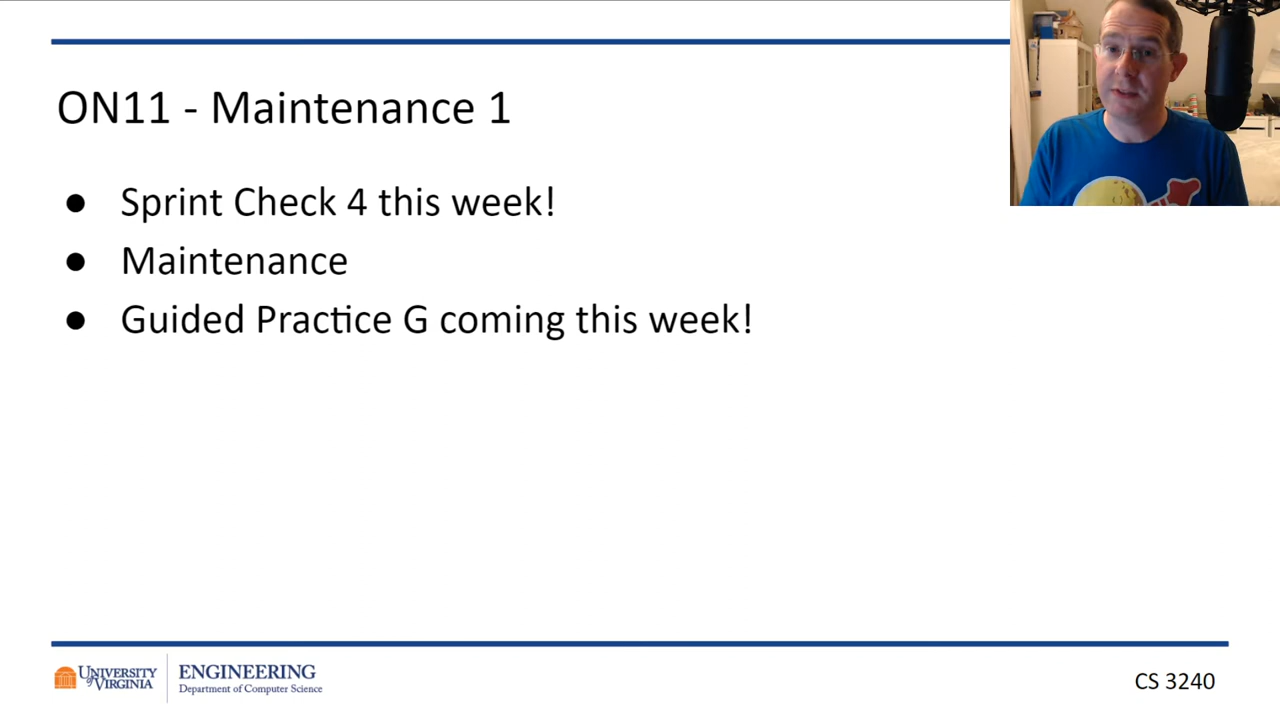 ON11 - Maintenance 1
● Sprint Check 4 this week!
● Maintenance
● Guided Practice G coming this week!
UNIVERSITY of VIRGINIA
ENGINEERING
Department of Computer Science
CS 3240